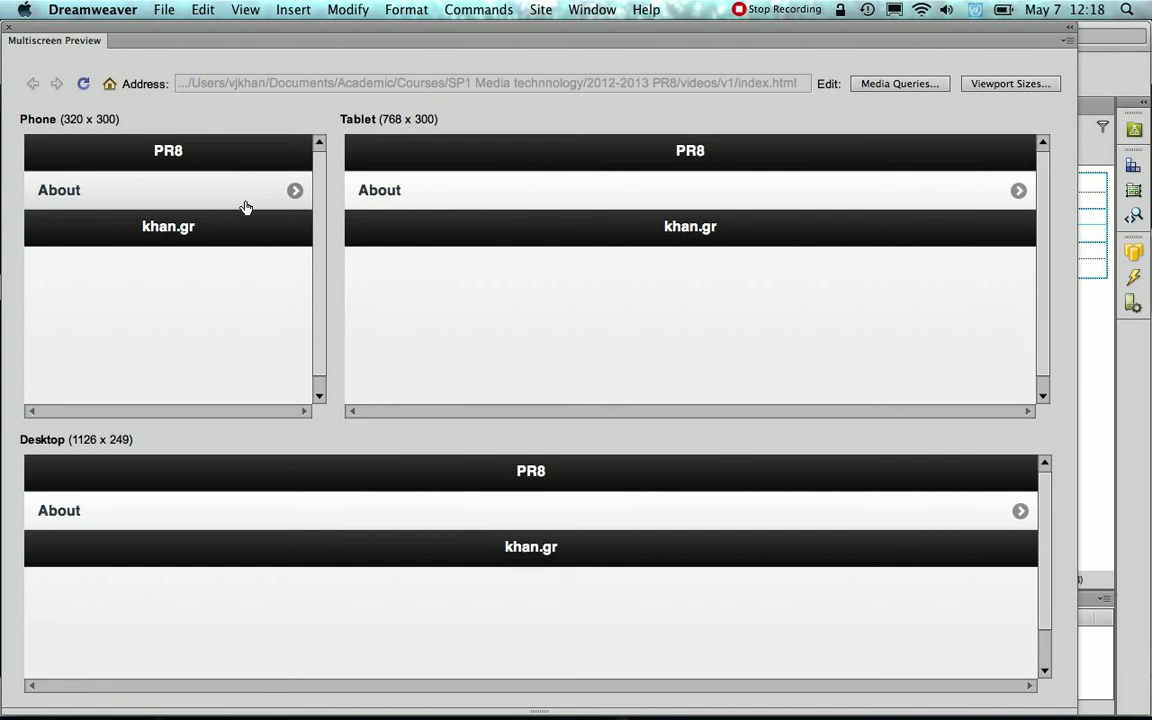 Dreamweaver File Edit View Insert Modify Format Commands Site Window Help Stop Recording May 7 12:18
Multiscreen Preview
Address: .../Users/vjkhan/Documents/Academic/Courses/SP1 Media technnology/2012-2013 PR8/videos/v1/index.html Edit: Media Queries... Viewport Sizes...
Phone (320 x 300) Tablet (768 x 300)
PR8 PR8
About About
khan.gr khan.gr
Desktop (1126 x 249)
PR8
About
khan.gr